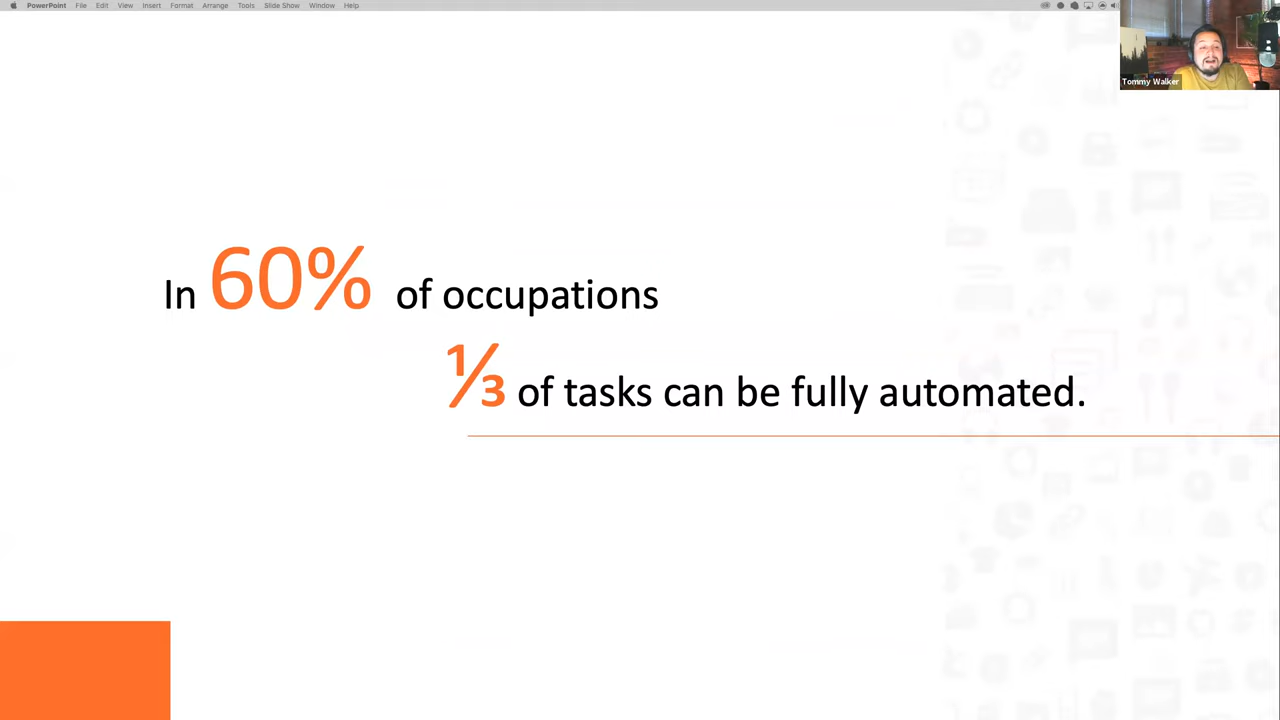 PowerPoint File Edit View Insert Format Arrange Tools Slide Show Window Help
Tommy Walker
In 60% of occupations
⅓ of tasks can be fully automated.